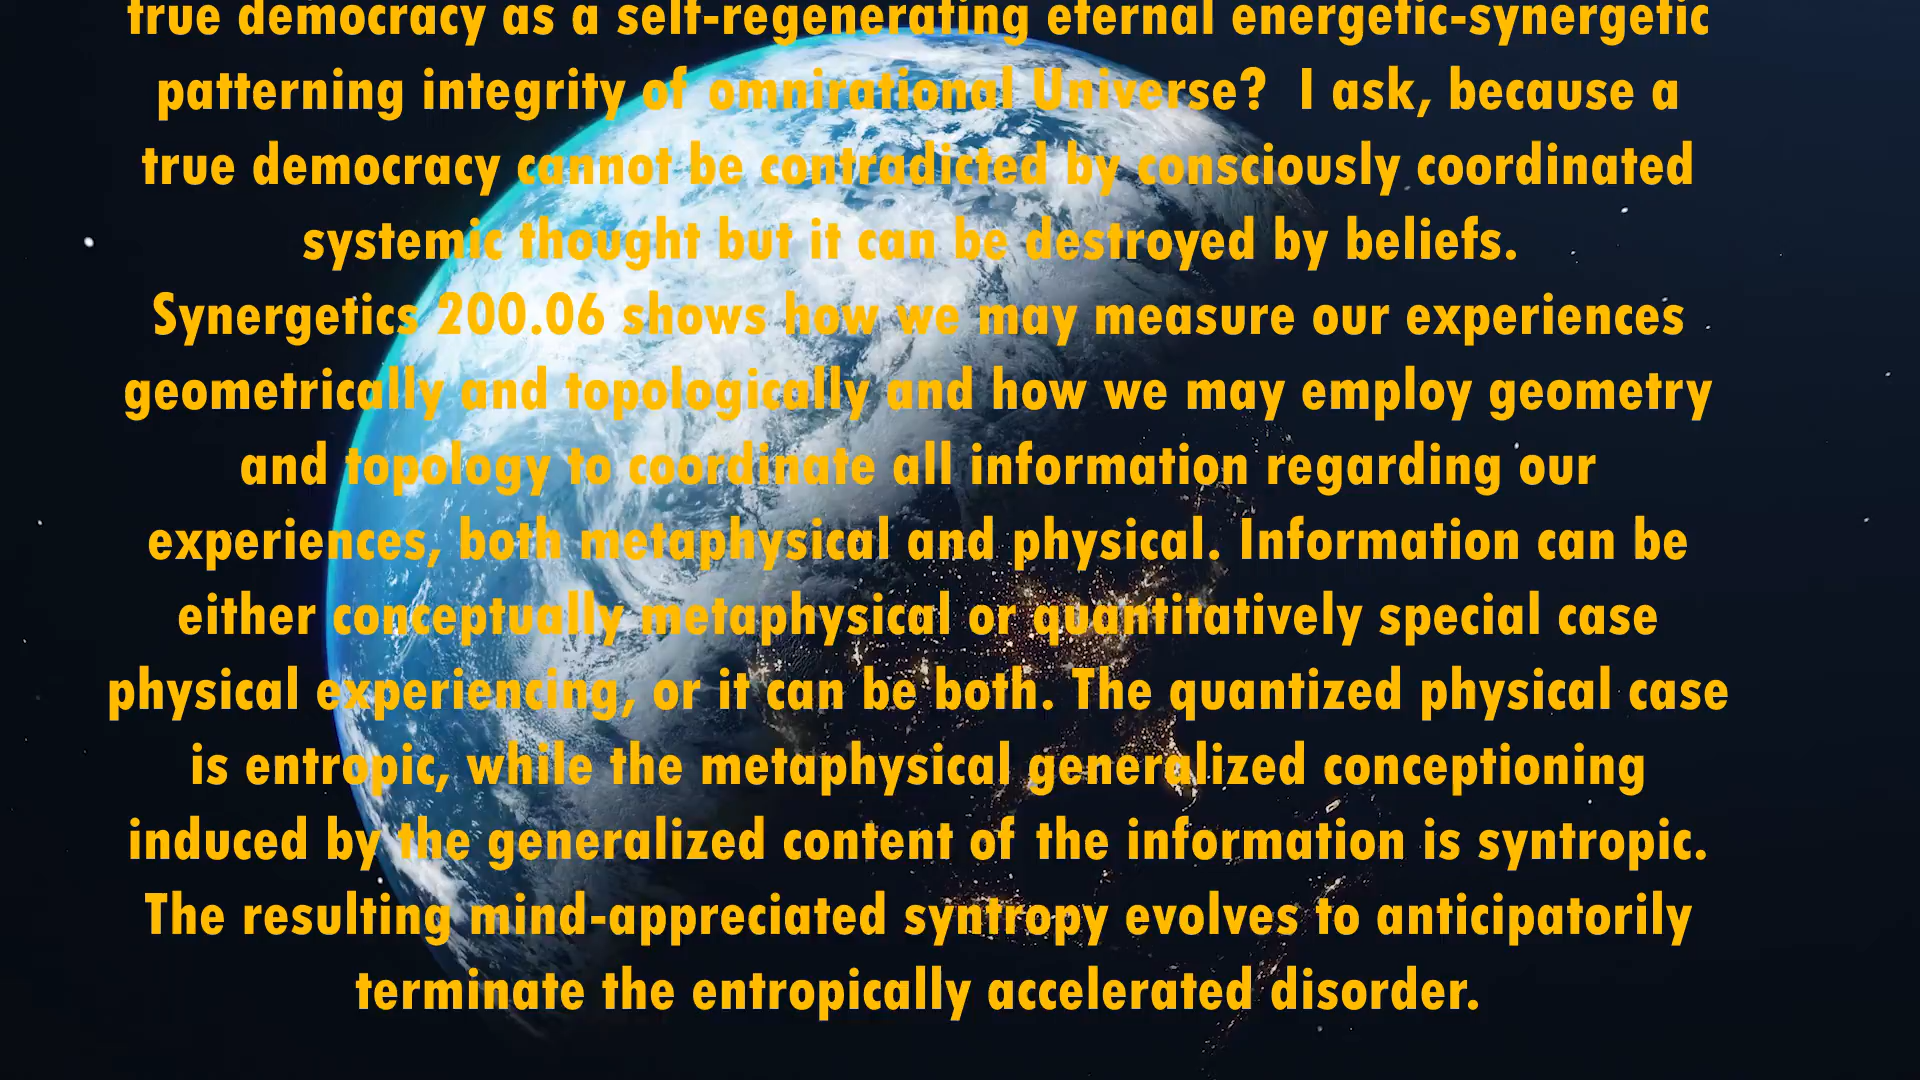 true democracy as a self-regenerating eternal energetic-synergetic
patterning integrity of omnirational Universe?  I ask, because a
true democracy cannot be contradicted by consciously coordinated
systemic thought but it can be destroyed by beliefs.
Synergetics 200.06 shows how we may measure our experiences
geometrically and topologically and how we may employ geometry
and topology to coordinate all information regarding our
experiences, both metaphysical and physical. Information can be
either conceptually metaphysical or quantitatively special case
physical experiencing, or it can be both. The quantized physical case
is entropic, while the metaphysical generalized conceptioning
induced by the generalized content of the information is syntropic.
The resulting mind-appreciated syntropy evolves to anticipatorily
terminate the entropically accelerated disorder.